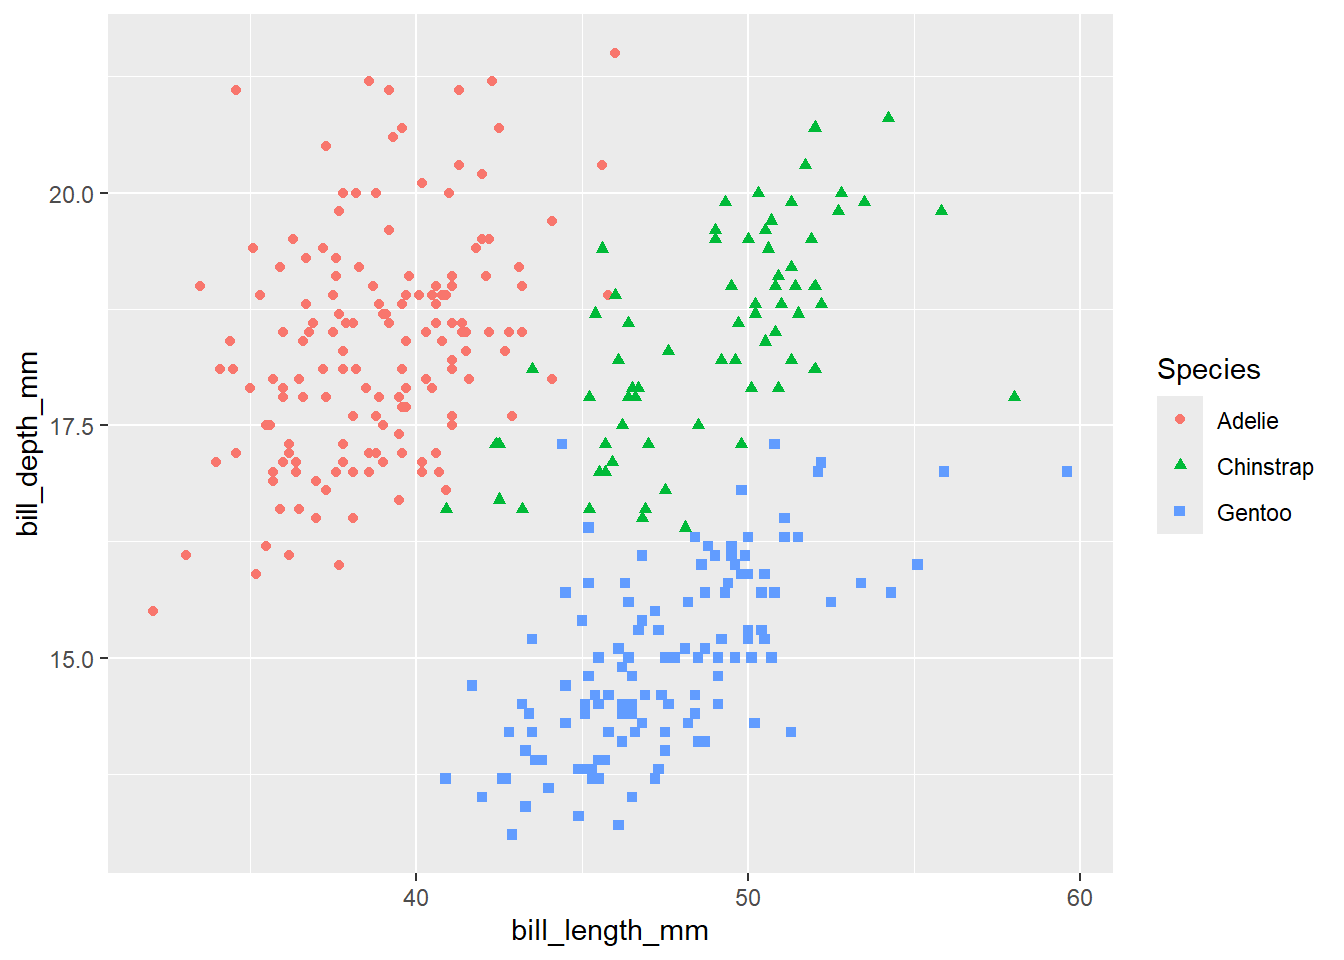 20.0
17.5
15.0
bill_depth_mm
40
50
60
bill_length_mm
Species
Adelie
Chinstrap
Gentoo